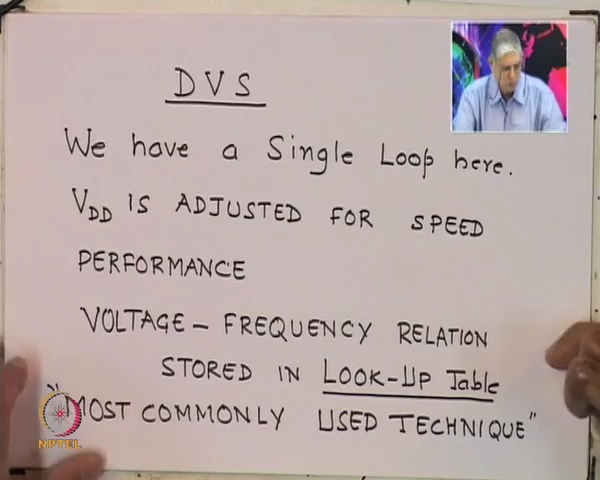 DVS
We have a Single Loop here.
VDD IS ADJUSTED FOR SPEED
PERFORMANCE
VOLTAGE - FREQUENCY RELATION
STORED IN LOOK-UP Table
"MOST COMMONLY USED TECHNIQUE"
NPTEL